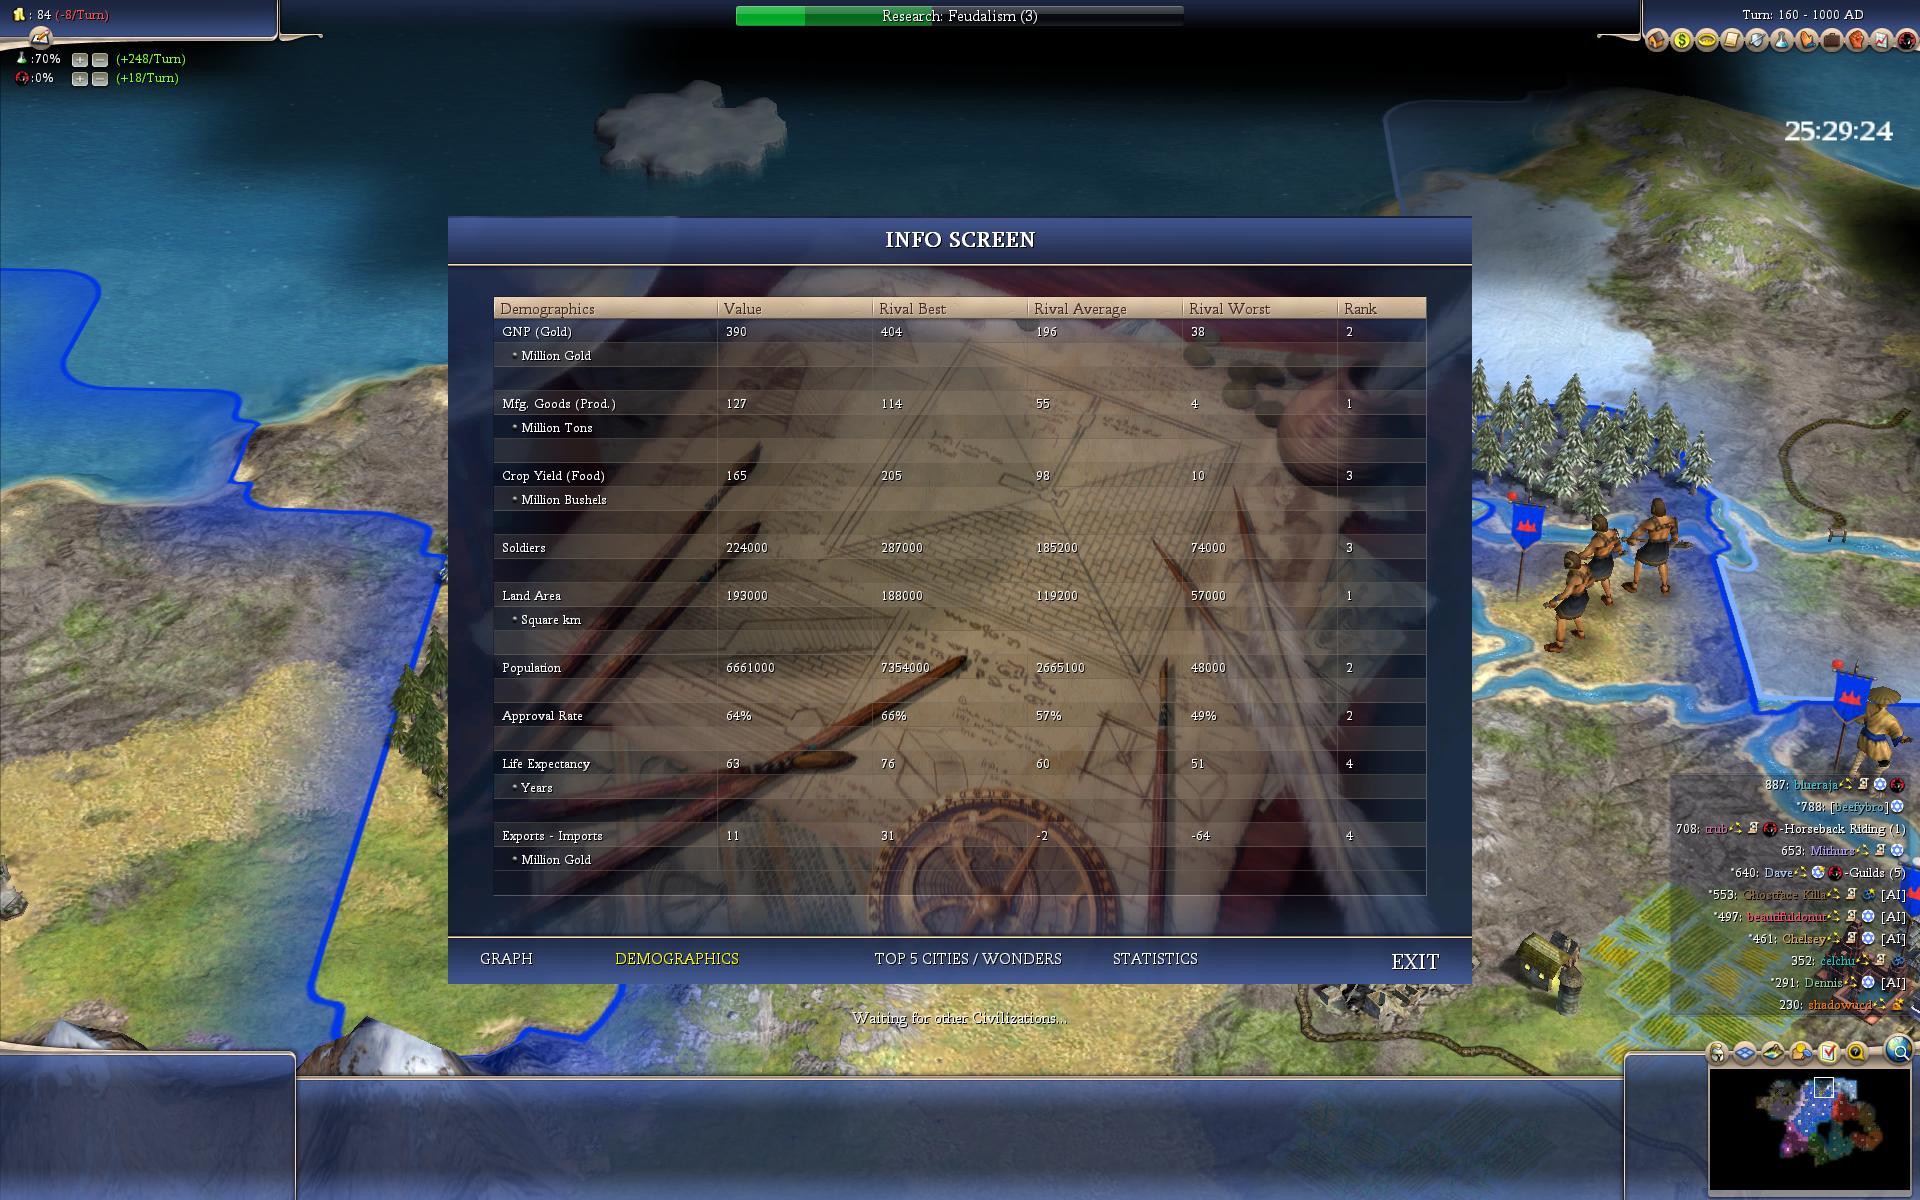 : 84 (-8/Turn)
Research: Feudalism (3)
Turn: 160 - 1000 AD
:70% (+248/Turn)
:0% (+18/Turn)
25:29:24
INFO SCREEN
Demographics Value Rival Best Rival Average Rival Worst Rank
GNP (Gold) 390 404 196 38 2
Million Gold
Mfg. Goods (Prod.) 127 114 55 4 1
Million Tons
Crop Yield (Food) 165 205 98 10 3
Million Bushels
Soldiers 224000 287000 185200 74000 3
Land Area 193000 188000 119200 57000 1
Square km
Population 6661000 7354000 2665100 48000 2
Approval Rate 64% 66% 57% 49% 2
Life Expectancy 63 76 60 51 4
Years
Exports - Imports 11 31 -2 -64 4
Million Gold
GRAPH DEMOGRAPHICS TOP 5 CITIES / WONDERS STATISTICS EXIT
Waiting for other Civilizations...
887: blueraja
*788: [beefybro]
708: trub -Horseback Riding (1)
653: Mithurs
*640: Dave -Guilds (5)
*553: Ghostface Killa [AI]
*497: beautifuldonut [AI]
*461: Chelsey [AI]
352: celchu
*291: Dennis [AI]
230: shadowucd